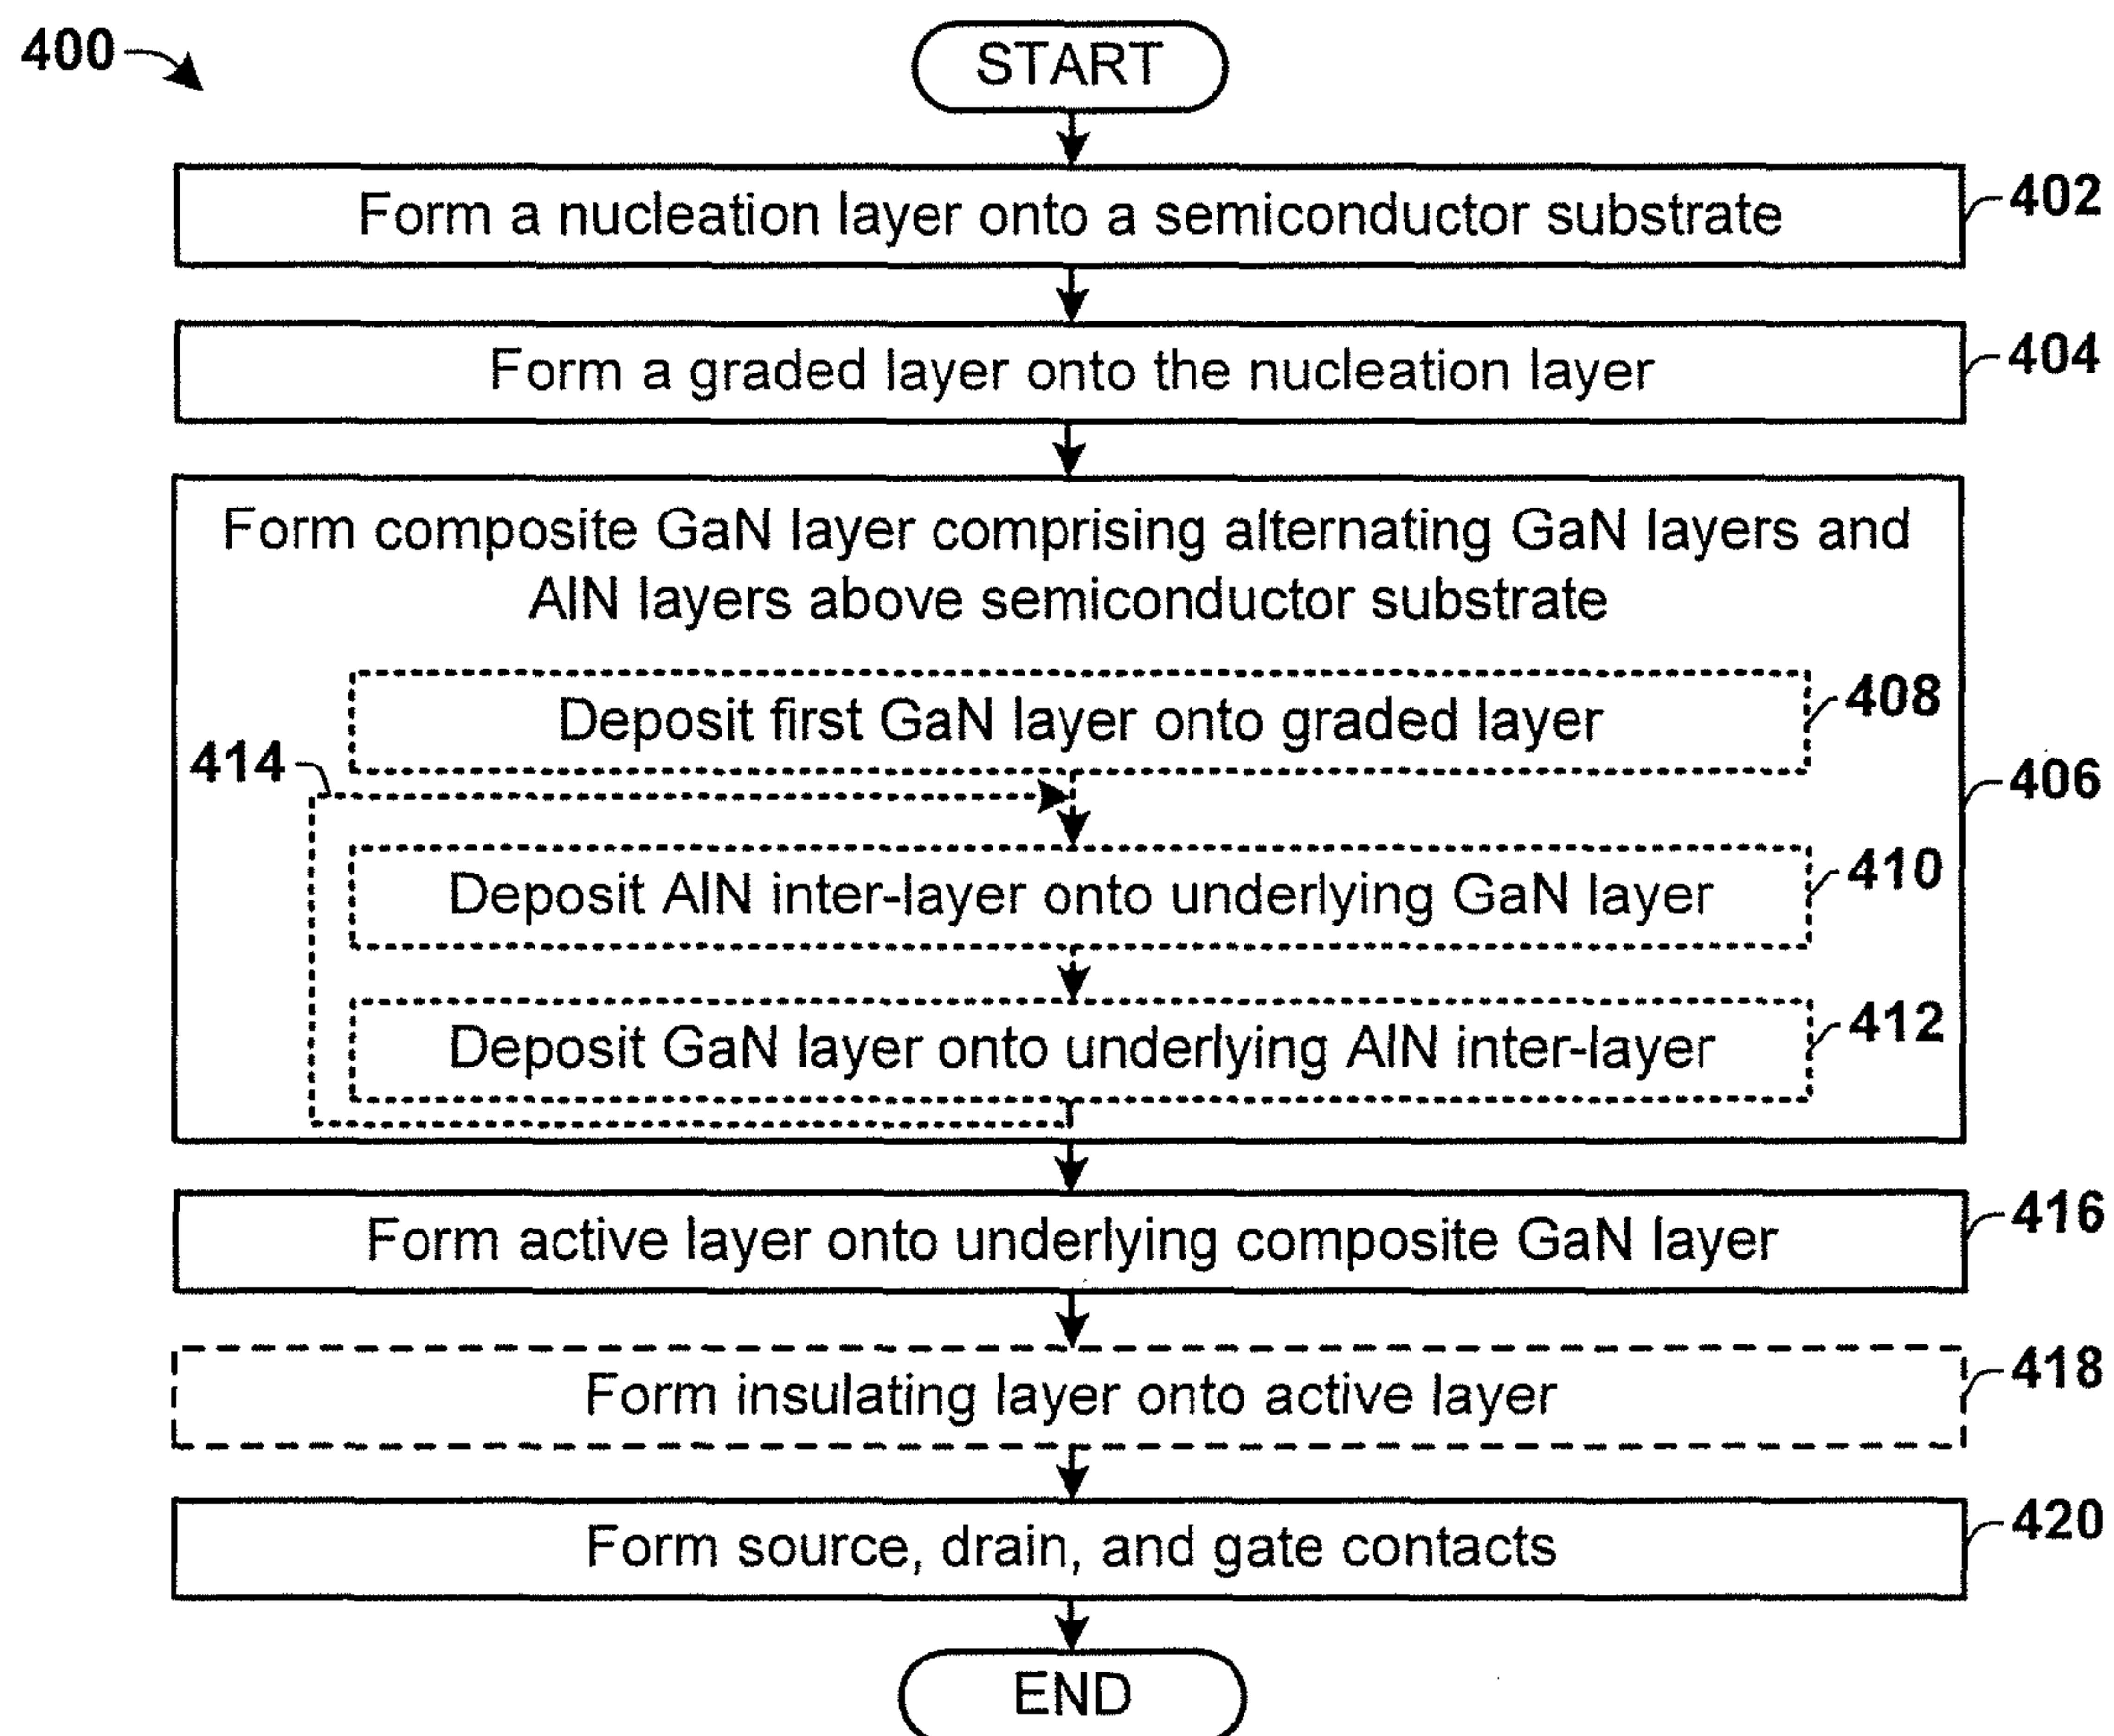 400
START
Form a nucleation layer onto a semiconductor substrate
402
Form a graded layer onto the nucleation layer
404
Form composite GaN layer comprising alternating GaN layers and
AlN layers above semiconductor substrate
Deposit first GaN layer onto graded layer
408
414
406
Deposit AlN inter-layer onto underlying GaN layer
410
Deposit GaN layer onto underlying AlN inter-layer
412
Form active layer onto underlying composite GaN layer
416
Form insulating layer onto active layer
418
Form source, drain, and gate contacts
420
END